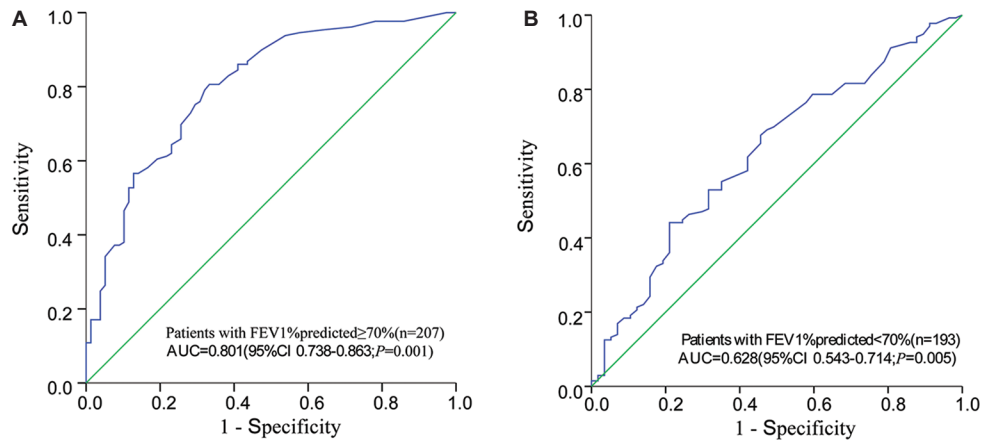 A
1.0
0.8
0.6
0.4
0.2
0.0
Sensitivity
Patients with FEV1%predicted≥70%(n=207)
AUC=0.801(95%CI 0.738-0.863;P=0.001)
0.0 0.2 0.4 0.6 0.8 1.0
1 - Specificity
B
1.0
0.8
0.6
0.4
0.2
0.0
Sensitivity
Patients with FEV1%predicted<70%(n=193)
AUC=0.628(95%CI 0.543-0.714;P=0.005)
0.0 0.2 0.4 0.6 0.8 1.0
1 - Specificity